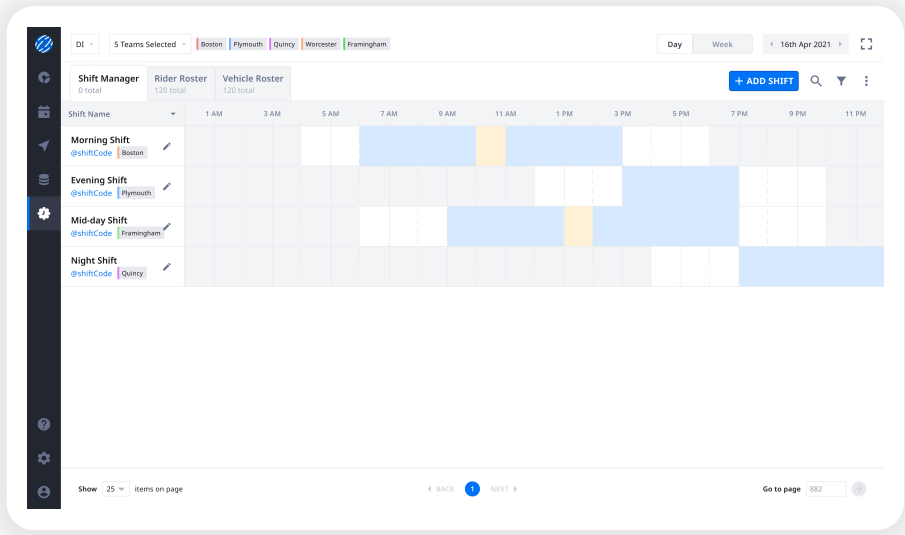 DI 5 Teams Selected Boston Plymouth Quincy Worcester Framingham Day Week 16th Apr 2021
Shift Manager Rider Roster Vehicle Roster + ADD SHIFT
0 total 120 total 120 total
Shift Name 1 AM 3 AM 5 AM 7 AM 9 AM 11 AM 1 PM 3 PM 5 PM 7 PM 9 PM 11 PM
Morning Shift
@shiftCode Boston
Evening Shift
@shiftCode Plymouth
Mid-day Shift
@shiftCode Framingham
Night Shift
@shiftCode Quincy
Show 25 items on page BACK 1 NEXT Go to page 882